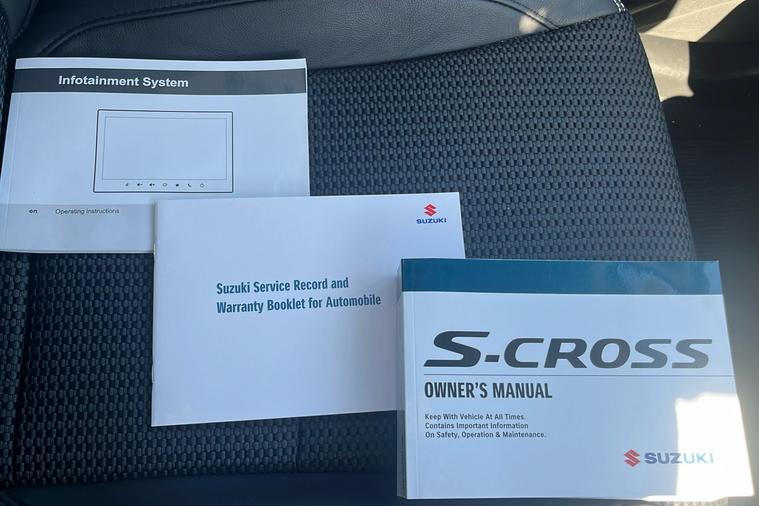 Infotainment System
en Operating instructions
SUZUKI
Suzuki Service Record and
Warranty Booklet for Automobile
S-CROSS
OWNER'S MANUAL
Keep With Vehicle At All Times.
Contains Important Information
On Safety, Operation & Maintenance.
SUZUKI